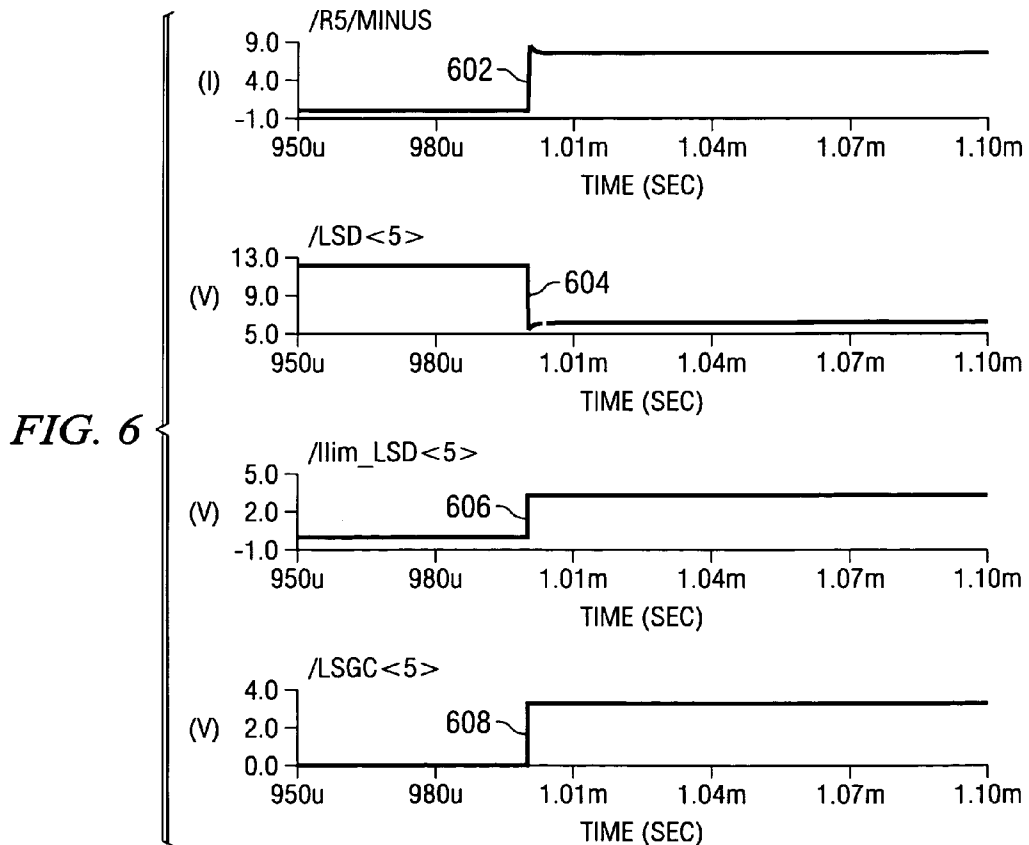 /R5/MINUS
9.0
602
(I) 4.0
-1.0
950u 980u 1.01m 1.04m 1.07m 1.10m
TIME (SEC)
/LSD<5>
13.0
604
(V) 9.0
5.0
950u 980u 1.01m 1.04m 1.07m 1.10m
TIME (SEC)
FIG. 6
/Ilim_LSD<5>
5.0
(V) 2.0 606
-1.0
950u 980u 1.01m 1.04m 1.07m 1.10m
TIME (SEC)
/LSGC<5>
4.0
(V) 2.0 608
0.0
950u 980u 1.01m 1.04m 1.07m 1.10m
TIME (SEC)